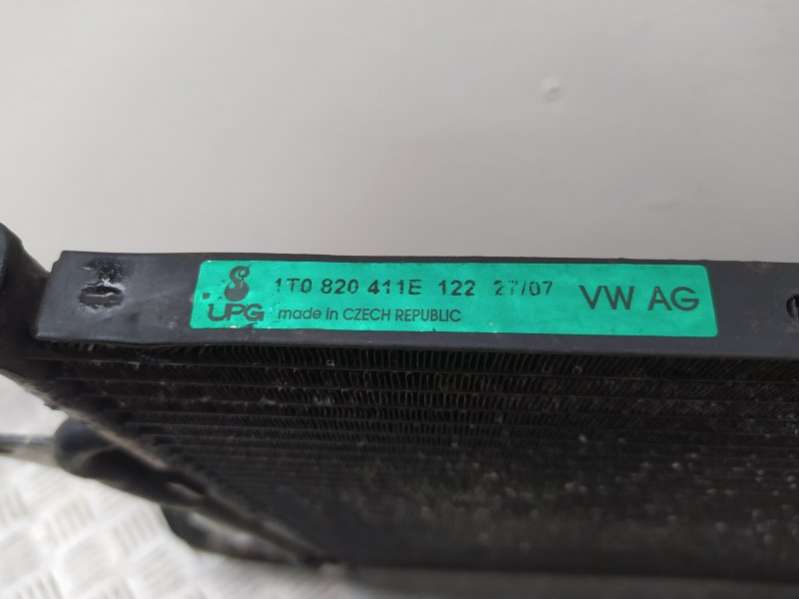 1T0 820 411E 122 27/07 VW AG
UPG made in CZECH REPUBLIC